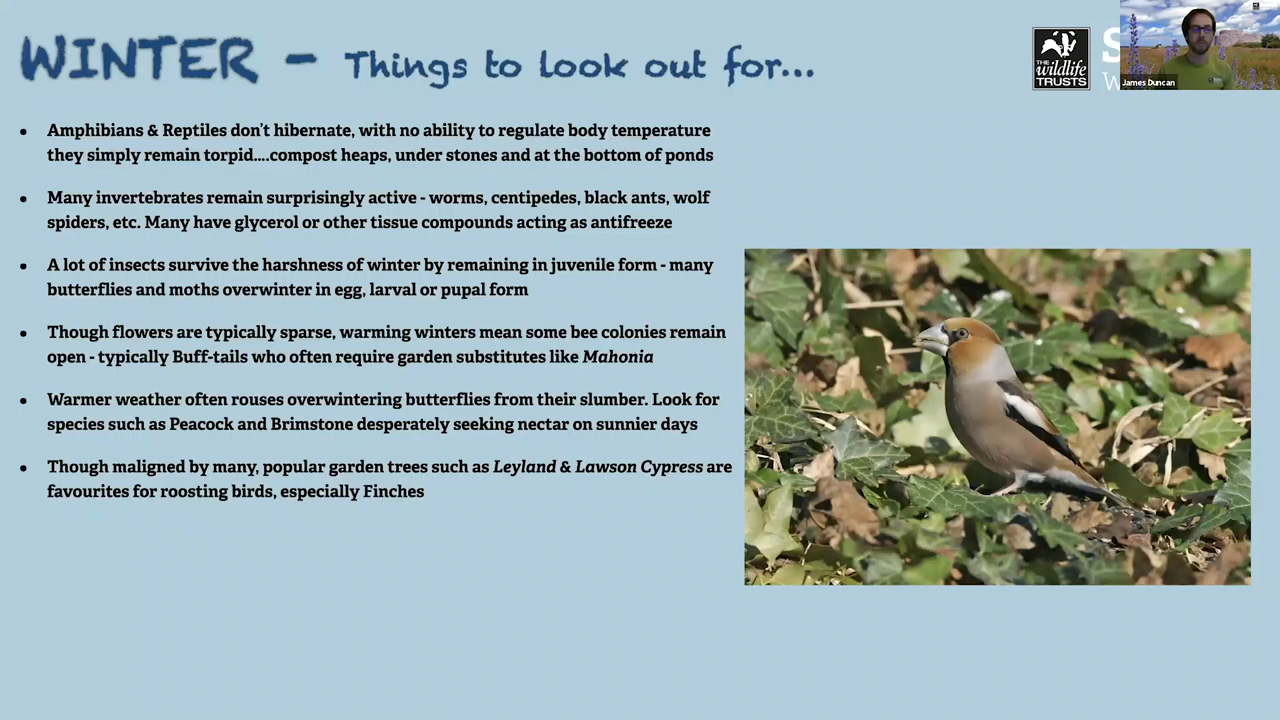 WINTER - Things to look out for...
THE
wildlife
TRUSTS
S
W
James Duncan
• Amphibians & Reptiles don't hibernate, with no ability to regulate body temperature
they simply remain torpid....compost heaps, under stones and at the bottom of ponds
• Many invertebrates remain surprisingly active - worms, centipedes, black ants, wolf
spiders, etc. Many have glycerol or other tissue compounds acting as antifreeze
• A lot of insects survive the harshness of winter by remaining in juvenile form - many
butterflies and moths overwinter in egg, larval or pupal form
• Though flowers are typically sparse, warming winters mean some bee colonies remain
open - typically Buff-tails who often require garden substitutes like Mahonia
• Warmer weather often rouses overwintering butterflies from their slumber. Look for
species such as Peacock and Brimstone desperately seeking nectar on sunnier days
• Though maligned by many, popular garden trees such as Leyland & Lawson Cypress are
favourites for roosting birds, especially Finches